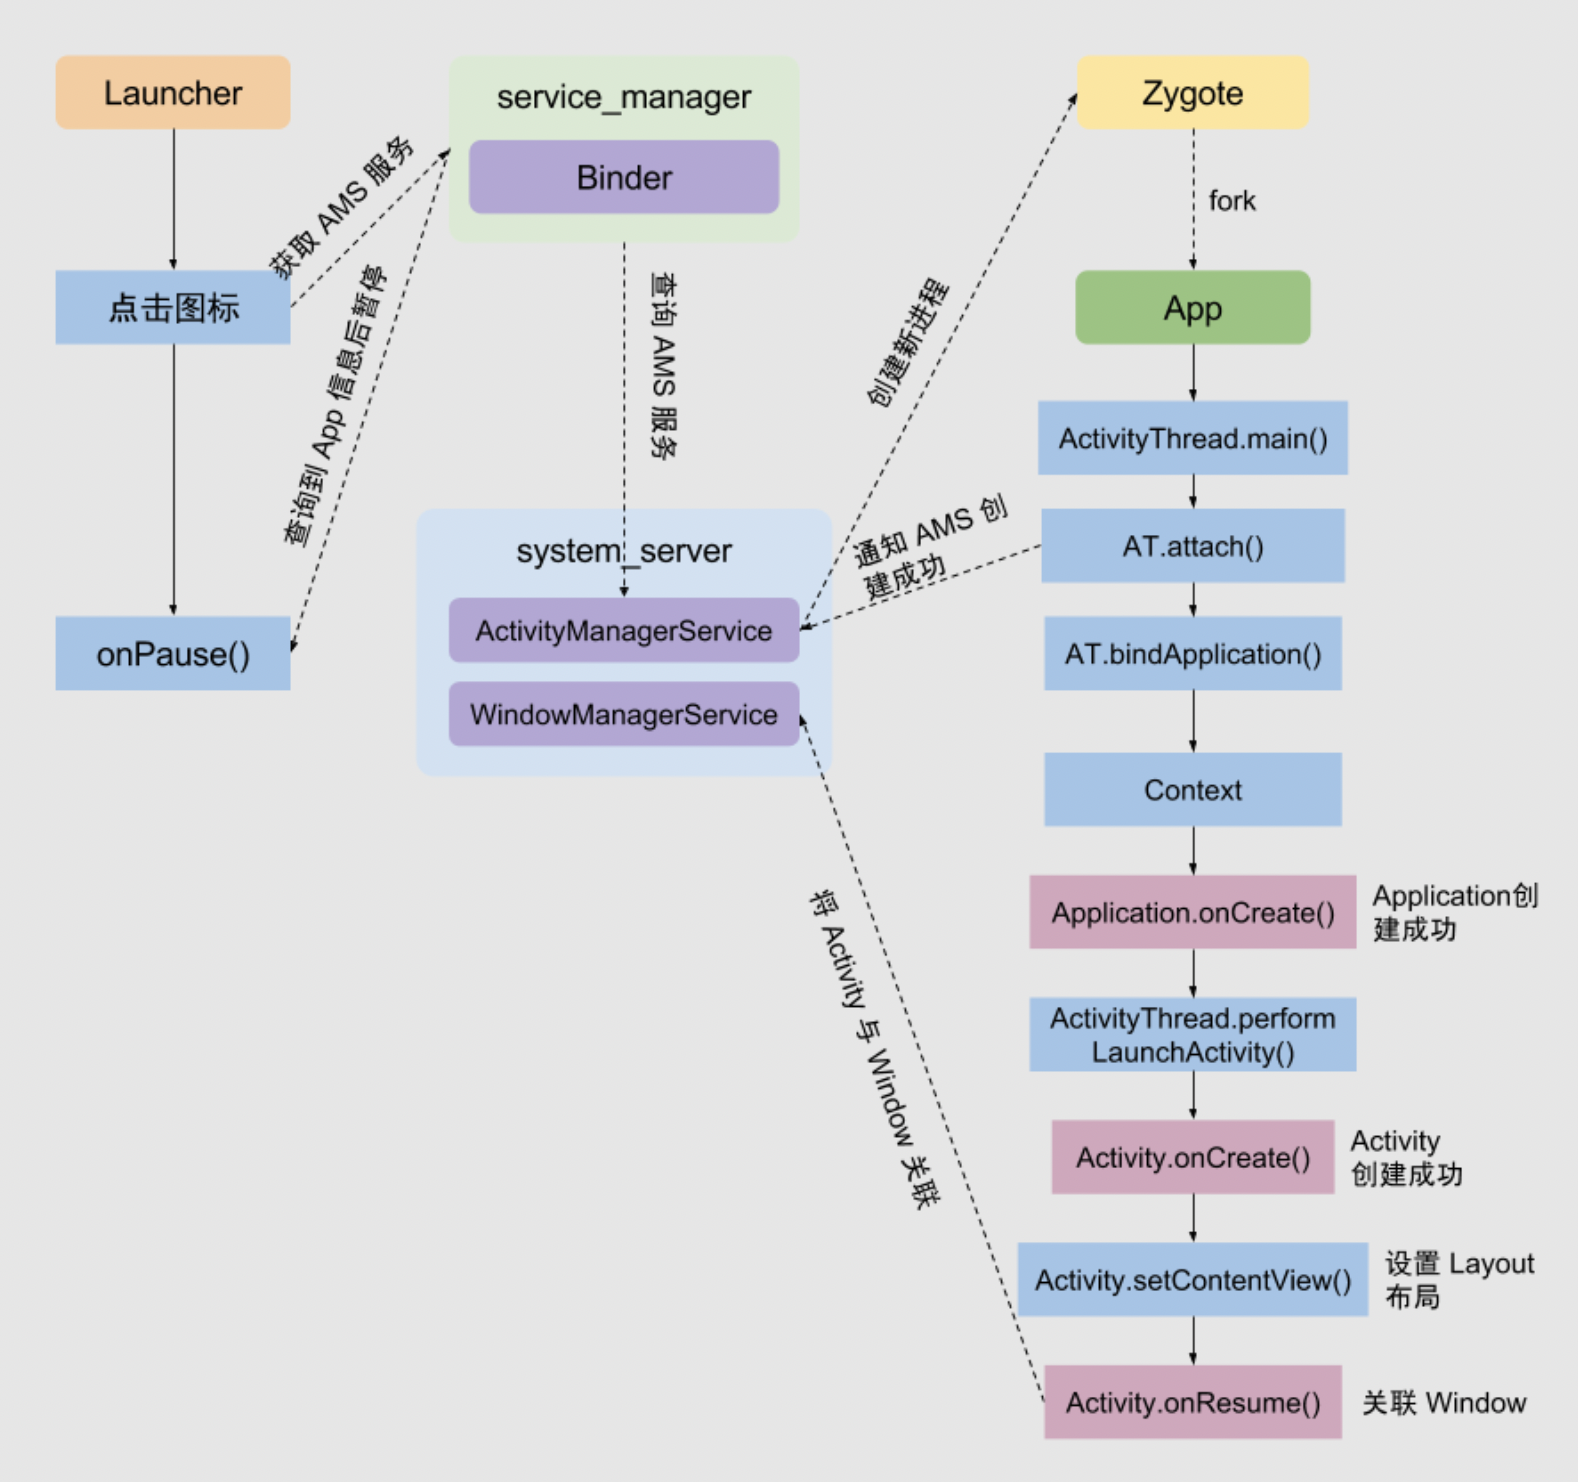 Launcher
点击图标
onPause()
获取 AMS 服务
查询到 App 信息后暂停
service_manager
Binder
查询 AMS 服务
system_server
ActivityManagerService
WindowManagerService
创建新进程
通知 AMS 创
建成功
将 Activity 与 Window 关联
Zygote
fork
App
ActivityThread.main()
AT.attach()
AT.bindApplication()
Context
Application.onCreate()
Application创
建成功
ActivityThread.perform
LaunchActivity()
Activity.onCreate()
Activity
创建成功
Activity.setContentView()
设置 Layout
布局
Activity.onResume()
关联 Window